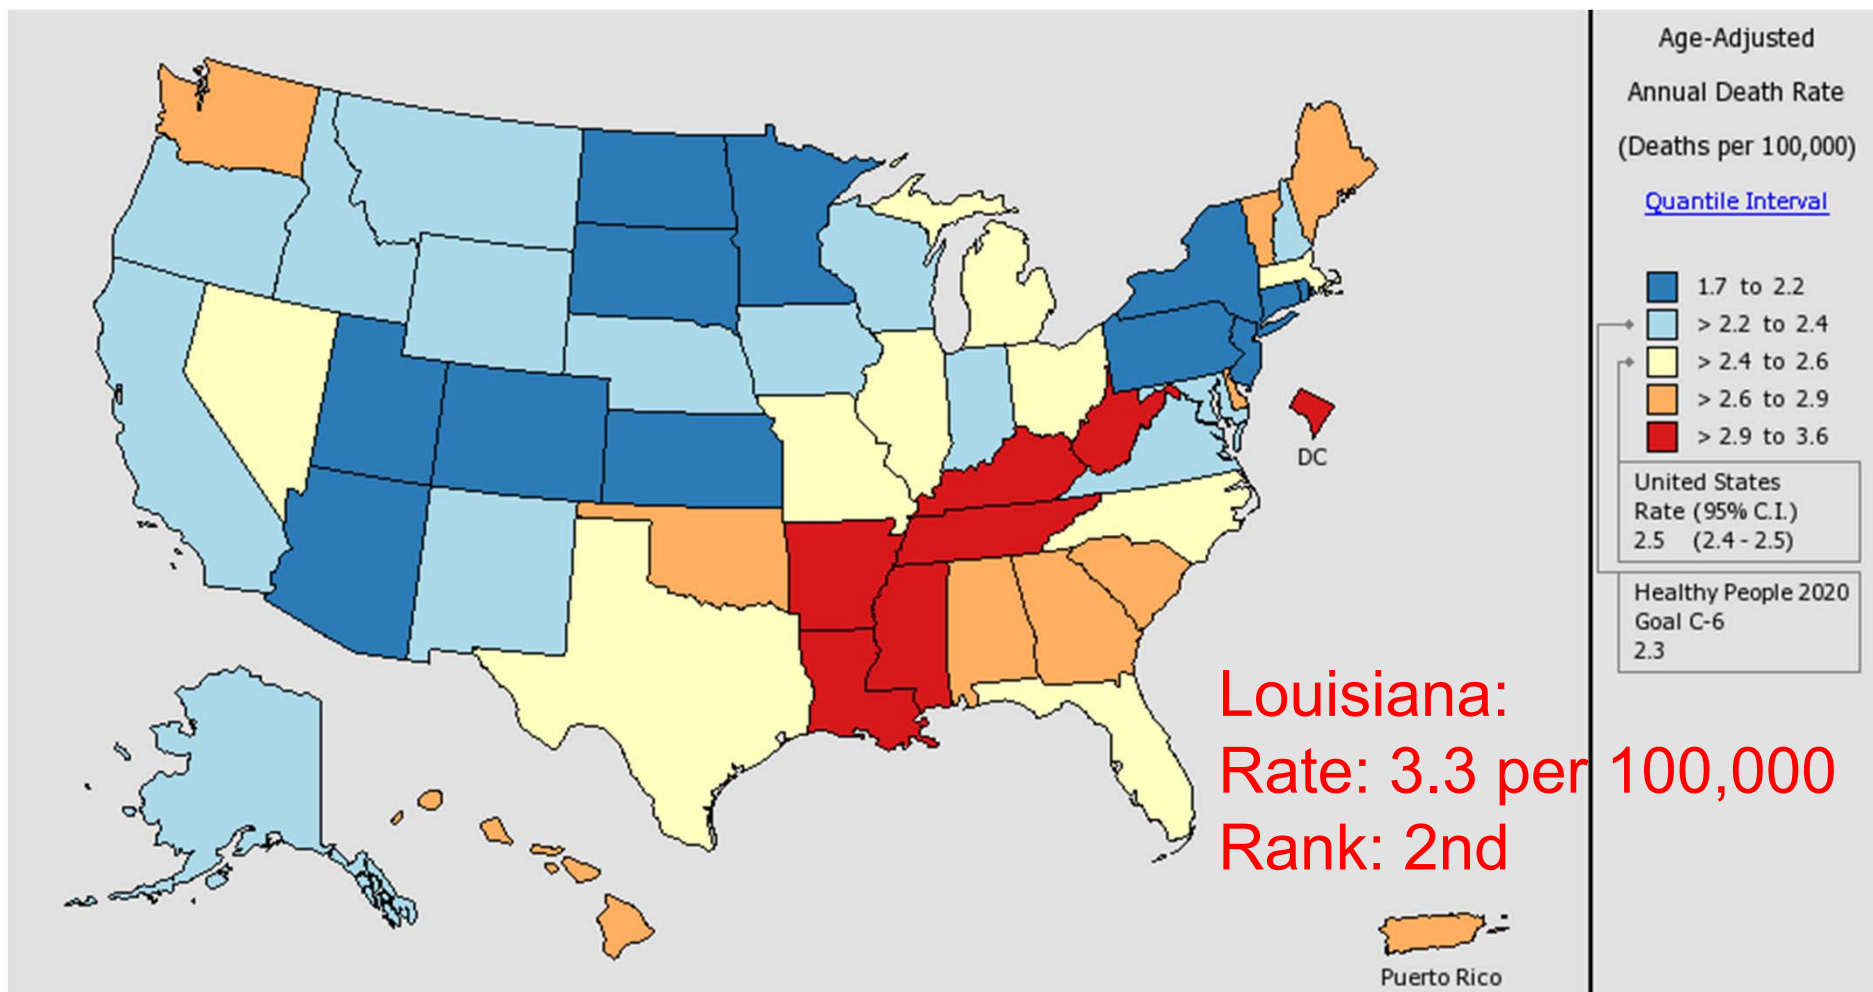 Age-Adjusted
Annual Death Rate
(Deaths per 100,000)
Quantile Interval
1.7 to 2.2
> 2.2 to 2.4
> 2.4 to 2.6
> 2.6 to 2.9
> 2.9 to 3.6
United States
Rate (95% C.I.)
2.5 (2.4 - 2.5)
Healthy People 2020
Goal C-6
2.3
DC
Louisiana:
Rate: 3.3 per 100,000
Rank: 2nd
Puerto Rico